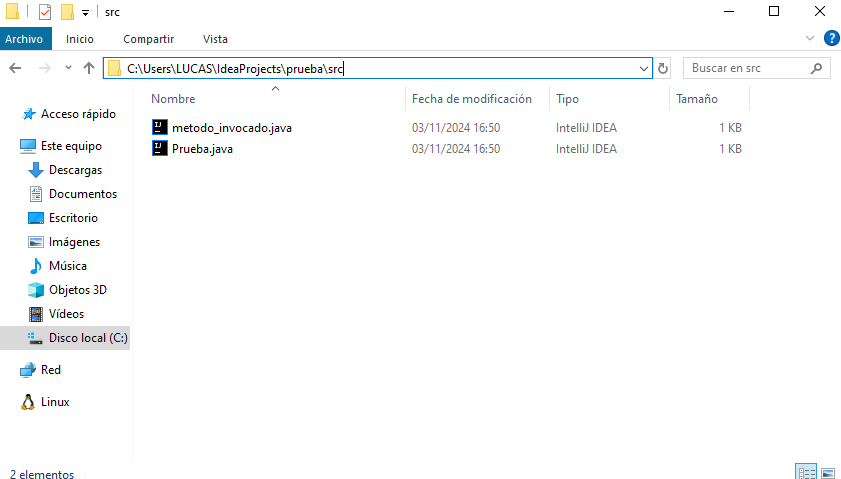 src
Archivo Inicio Compartir Vista
C:\Users\LUCAS\IdeaProjects\prueba\src
Buscar en src
Nombre Fecha de modificación Tipo Tamaño
metodo_invocado.java 03/11/2024 16:50 IntelliJ IDEA 1 KB
Prueba.java 03/11/2024 16:50 IntelliJ IDEA 1 KB
Acceso rápido
Este equipo
Descargas
Documentos
Escritorio
Imágenes
Música
Objetos 3D
Vídeos
Disco local (C:)
Red
Linux
2 elementos